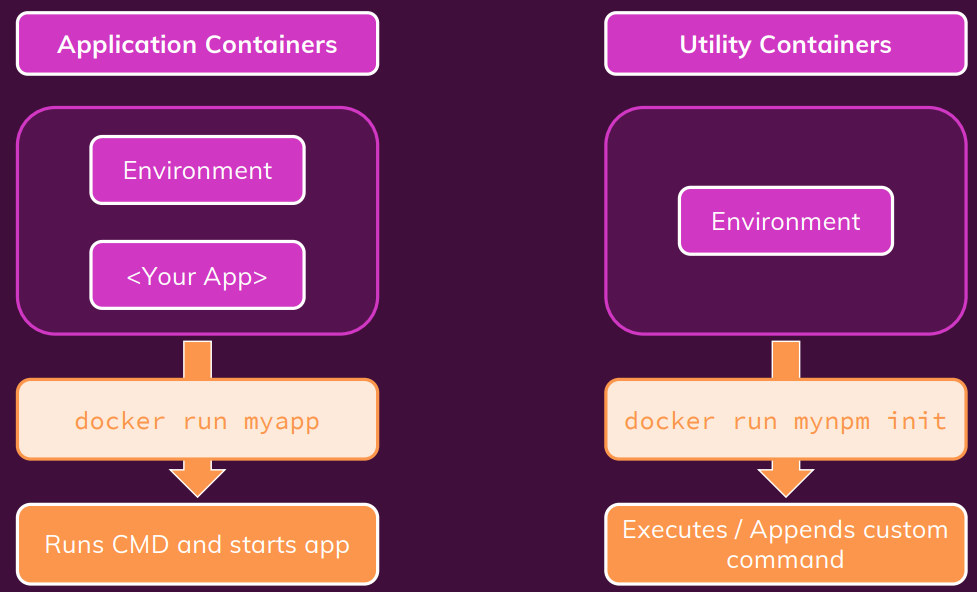 Application Containers
Environment
<Your App>
docker run myapp
Runs CMD and starts app
Utility Containers
Environment
docker run mynpm init
Executes / Appends custom
command